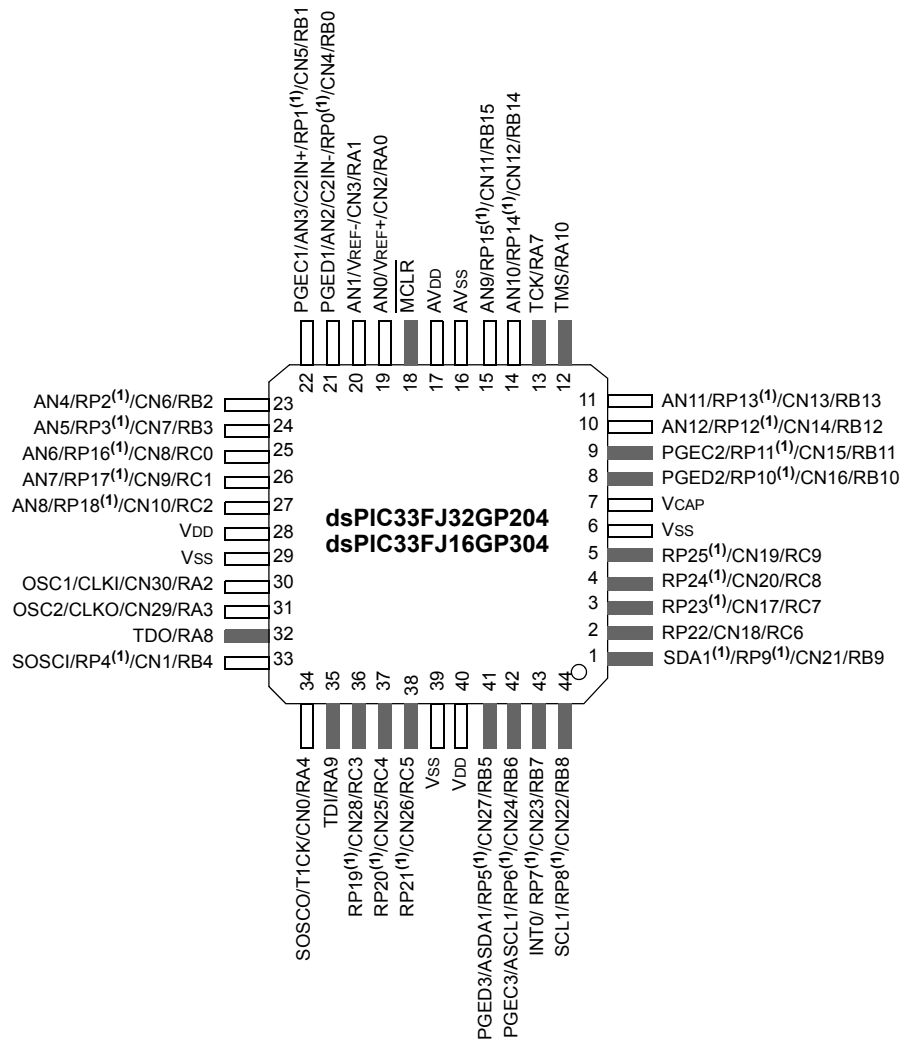 PGEC1/AN3/C2IN+/RP1(1)/CN5/RB1
PGED1/AN2/C2IN-/RP0(1)/CN4/RB0
AN1/VREF-/CN3/RA1
AN0/VREF+/CN2/RA0
MCLR
AVDD
AVSS
AN9/RP15(1)/CN11/RB15
AN10/RP14(1)/CN12/RB14
TCK/RA7
TMS/RA10
22 21 20 19 18 17 16 15 14 13 12
AN4/RP2(1)/CN6/RB2 23
AN5/RP3(1)/CN7/RB3 24
AN6/RP16(1)/CN8/RC0 25
AN7/RP17(1)/CN9/RC1 26
AN8/RP18(1)/CN10/RC2 27
VDD 28
VSS 29
OSC1/CLKI/CN30/RA2 30
OSC2/CLKO/CN29/RA3 31
TDO/RA8 32
SOSCI/RP4(1)/CN1/RB4 33
dsPIC33FJ32GP204
dsPIC33FJ16GP304
11 AN11/RP13(1)/CN13/RB13
10 AN12/RP12(1)/CN14/RB12
9 PGEC2/RP11(1)/CN15/RB11
8 PGED2/RP10(1)/CN16/RB10
7 VCAP
6 VSS
5 RP25(1)/CN19/RC9
4 RP24(1)/CN20/RC8
3 RP23(1)/CN17/RC7
2 RP22/CN18/RC6
1 SDA1(1)/RP9(1)/CN21/RB9
34 35 36 37 38 39 40 41 42 43 44
SOSCO/T1CK/CN0/RA4
TDI/RA9
RP19(1)/CN28/RC3
RP20(1)/CN25/RC4
RP21(1)/CN26/RC5
VSS
VDD
PGED3/ASDA1/RP5(1)/CN27/RB5
PGEC3/ASCL1/RP6(1)/CN24/RB6
INT0/ RP7(1)/CN23/RB7
SCL1/RP8(1)/CN22/RB8